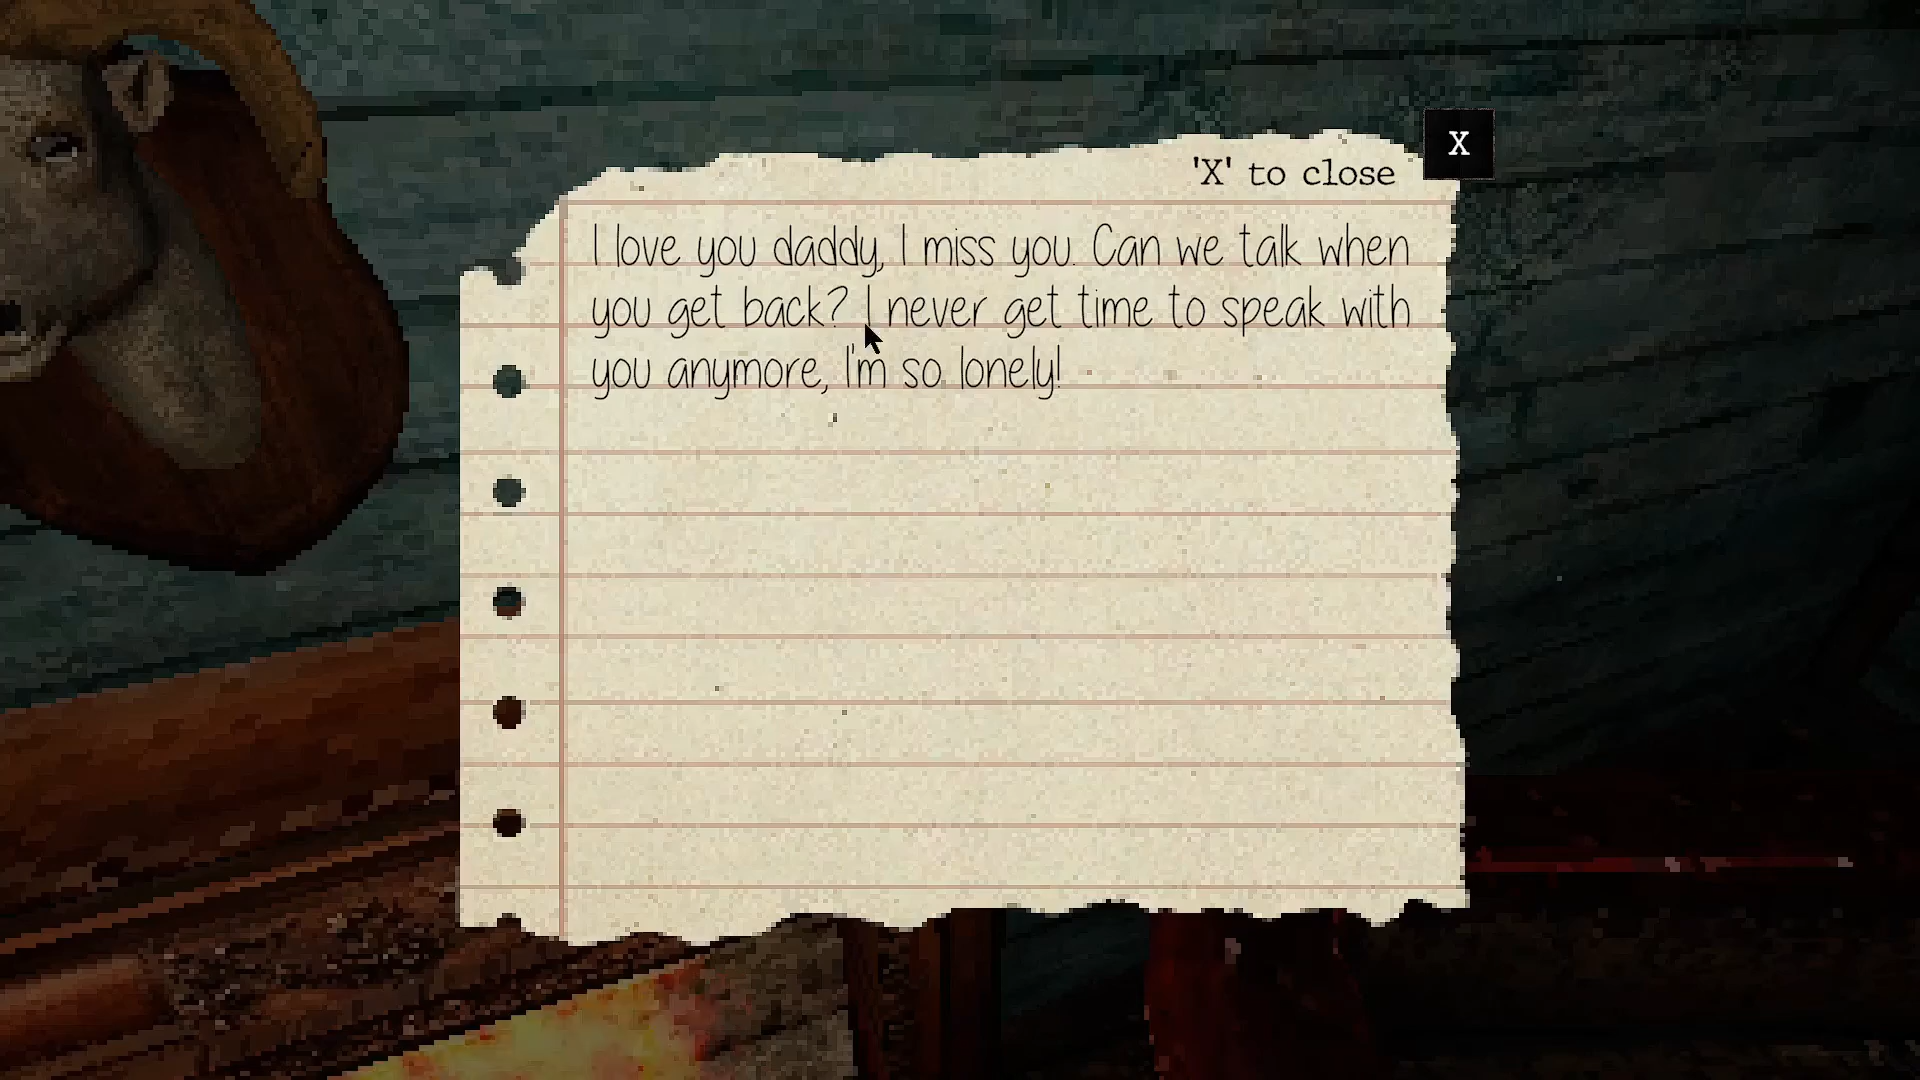 X
'X' to close
I love you daddy, I miss you. Can we talk when
you get back? I never get time to speak with
you anymore, I'm so lonely!